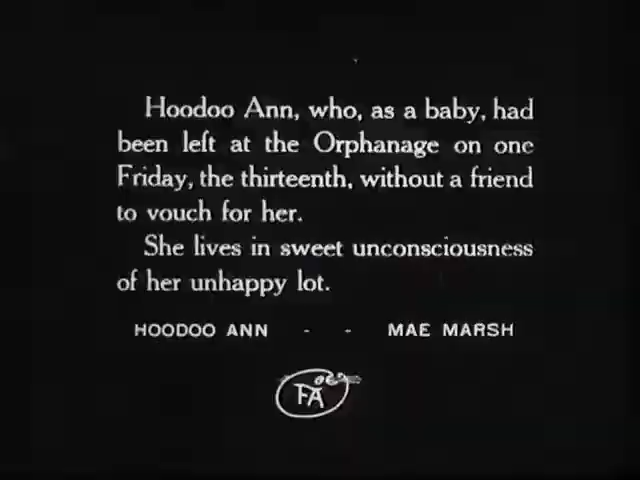 Hoodoo Ann, who, as a baby, had
been left at the Orphanage on one
Friday, the thirteenth, without a friend
to vouch for her.
She lives in sweet unconsciousness
of her unhappy lot.
HOODOO ANN - - MAE MARSH
FA